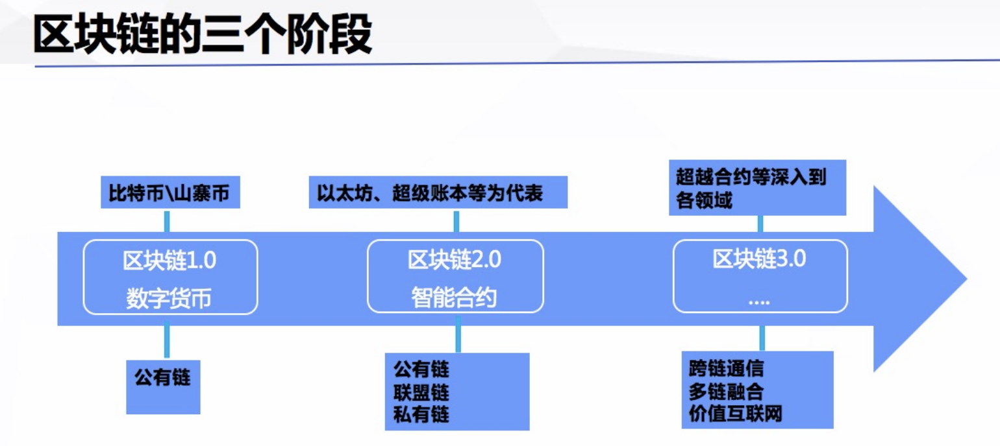 区块链的三个阶段
比特币\山寨币
以太坊、超级账本等为代表
超越合约等深入到
各领域
区块链1.0
数字货币
区块链2.0
智能合约
区块链3.0
....
公有链
公有链
联盟链
私有链
跨链通信
多链融合
价值互联网